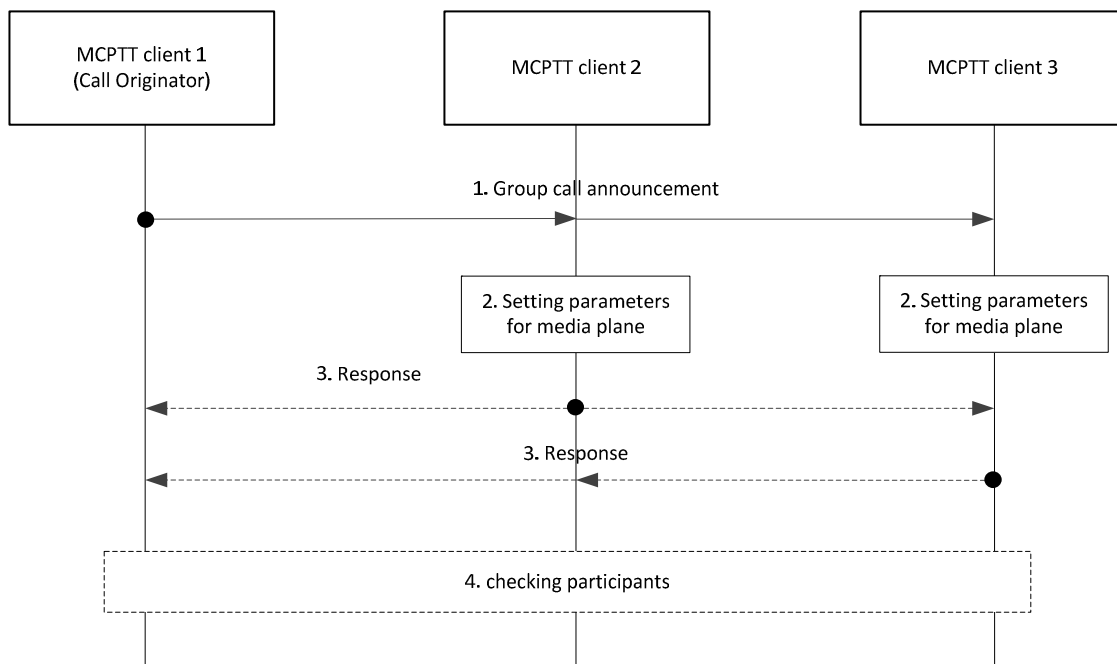 MCPTT client 1
(Call Originator)
MCPTT client 2
MCPTT client 3
1. Group call announcement
2. Setting parameters
for media plane
2. Setting parameters
for media plane
3. Response
3. Response
4. checking participants